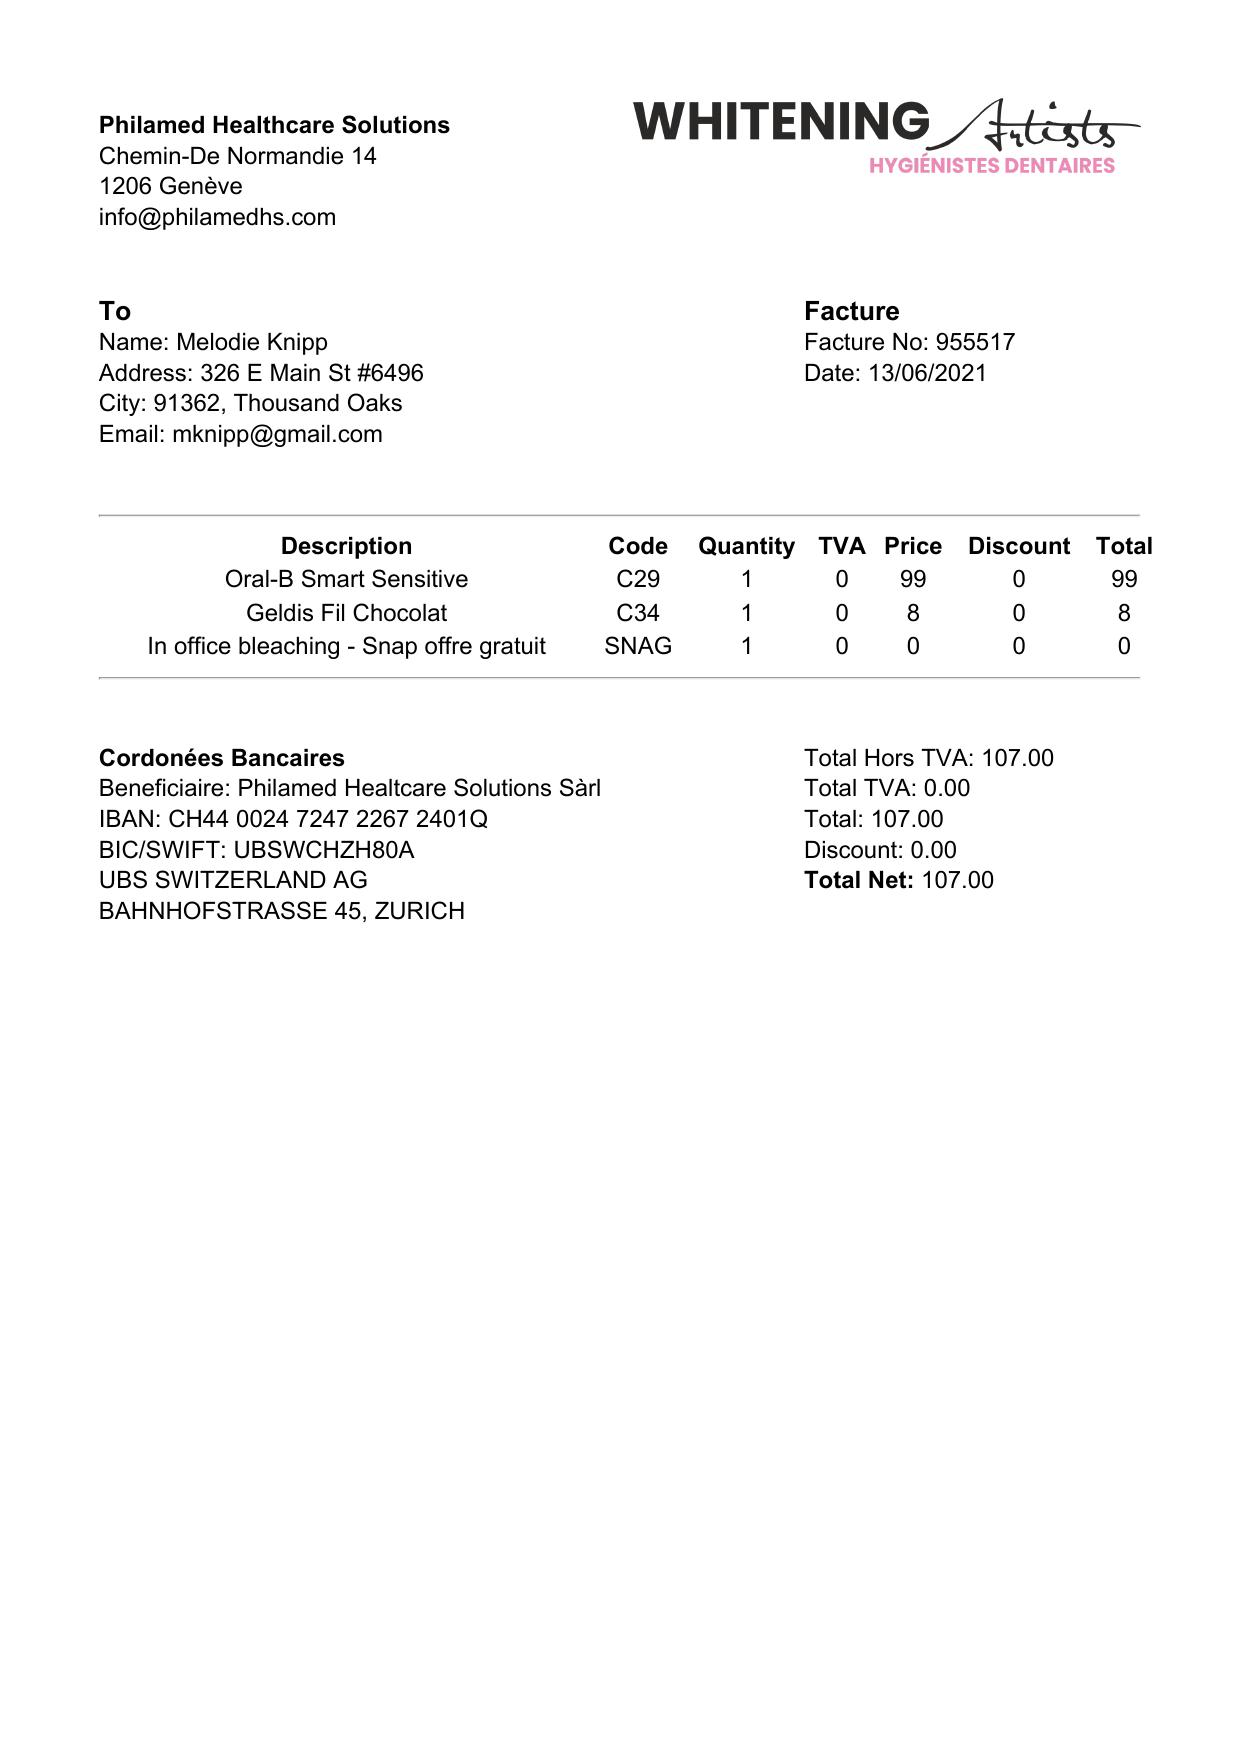 Philamed Healthcare Solutions
Chemin-De Normandie 14
1206 Genève
info@philamedhs.com
WHITENING Artists
HYGIÉNISTES DENTAIRES
To
Name: Melodie Knipp
Address: 326 E Main St #6496
City: 91362, Thousand Oaks
Email: mknipp@gmail.com
Facture
Facture No: 955517
Date: 13/06/2021
Description Code Quantity TVA Price Discount Total
Oral-B Smart Sensitive C29 1 0 99 0 99
Geldis Fil Chocolat C34 1 0 8 0 8
In office bleaching - Snap offre gratuit SNAG 1 0 0 0 0
Cordonées Bancaires
Beneficiaire: Philamed Healtcare Solutions Sàrl
IBAN: CH44 0024 7247 2267 2401Q
BIC/SWIFT: UBSWCHZH80A
UBS SWITZERLAND AG
BAHNHOFSTRASSE 45, ZURICH
Total Hors TVA: 107.00
Total TVA: 0.00
Total: 107.00
Discount: 0.00
Total Net: 107.00